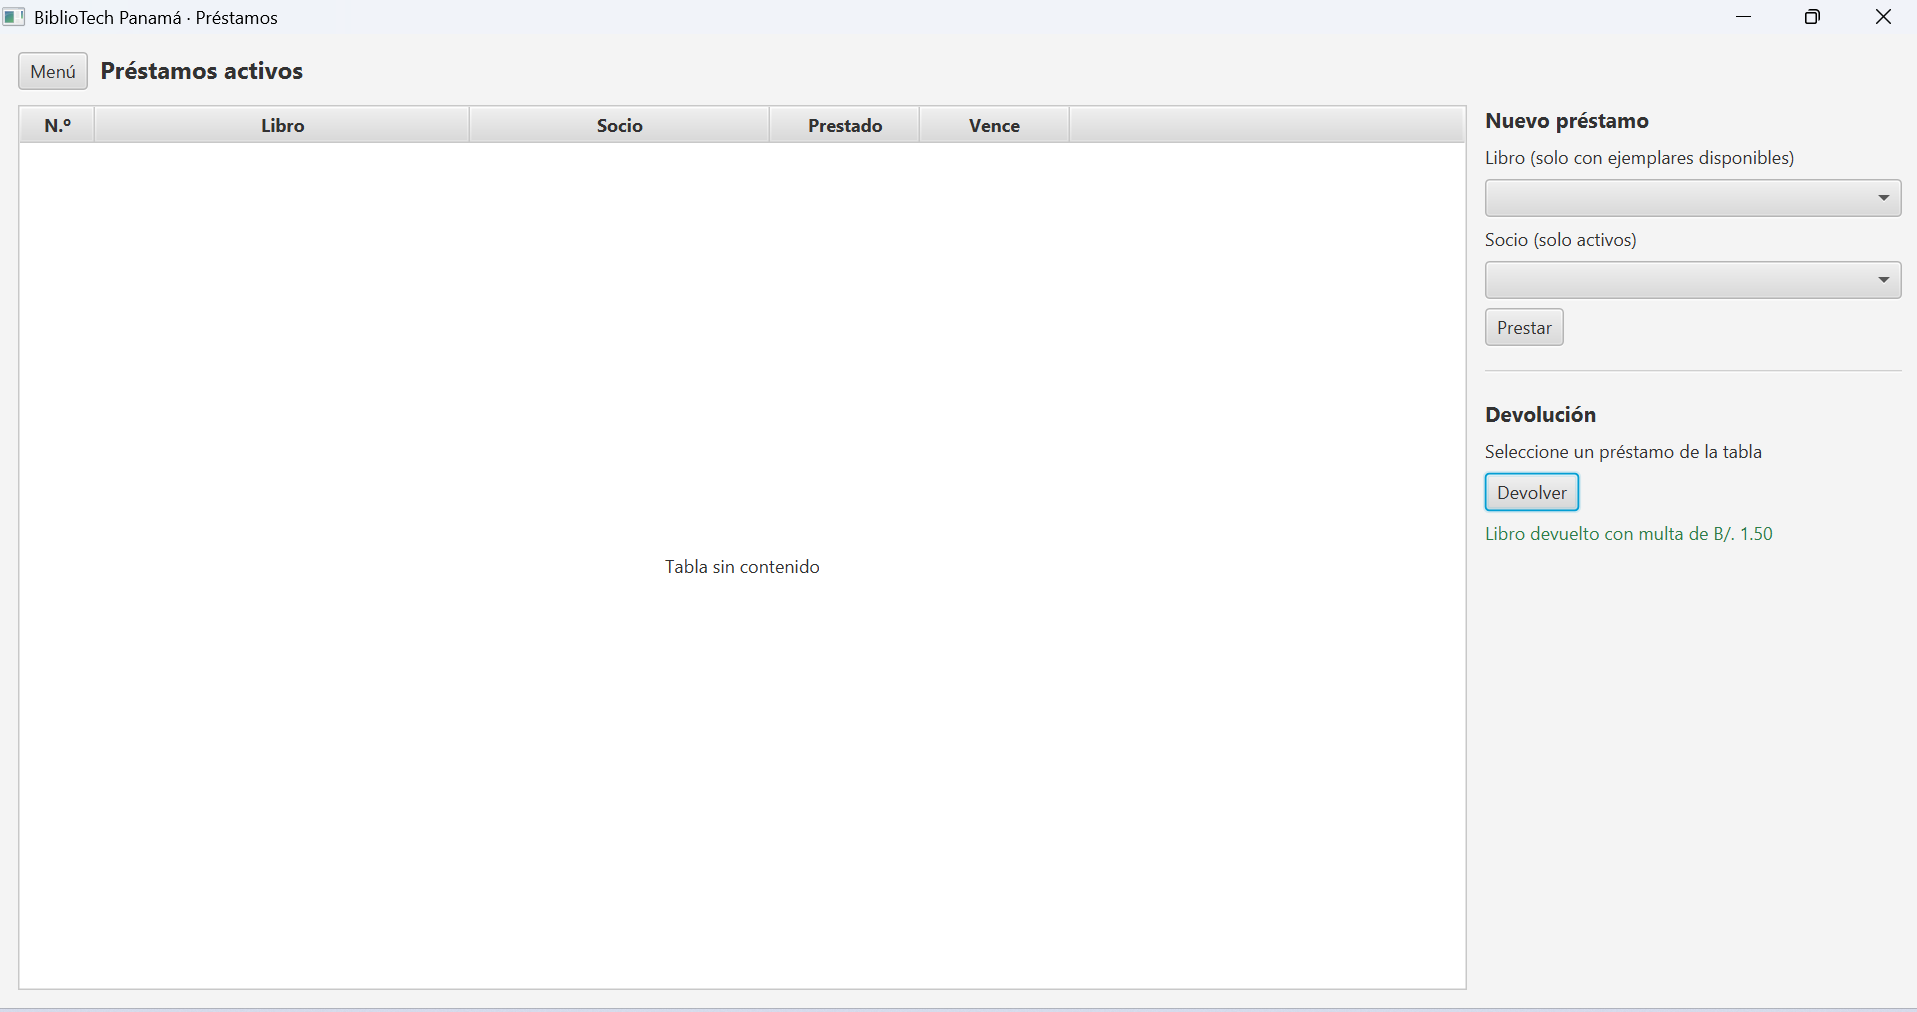 BiblioTech Panamá · Préstamos
Menú Préstamos activos
N.º Libro Socio Prestado Vence
Tabla sin contenido
Nuevo préstamo
Libro (solo con ejemplares disponibles)
Socio (solo activos)
Prestar
Devolución
Seleccione un préstamo de la tabla
Devolver
Libro devuelto con multa de B/. 1.50